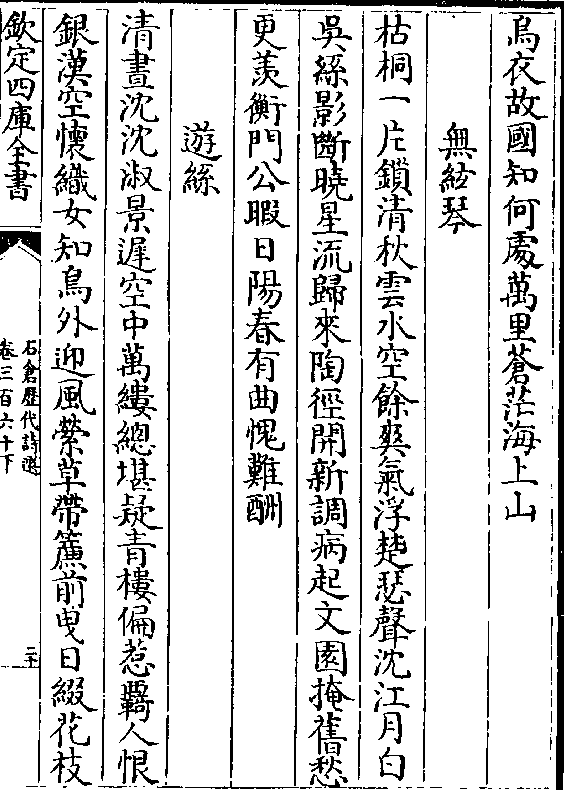 烏夜故國知何處萬里蒼茫海上山
無絃琴
枯桐一片鎖清秋雲水空餘爽氣浮楚瑟聲沈江月白
吳絲影斷曉星流歸來陶徑開新調病起文園掩舊愁
更羡衡門公暇日陽春有曲愧難酬
遊絲
清晝沈沈淑景遲空中萬縷總堪疑青樓偏惹羇人恨
銀漢空懷織女知烏外迎風縈草帶簾前曳日綴花枝
欽定四庫全書
石倉歷代詩選
卷三百六十下
二十